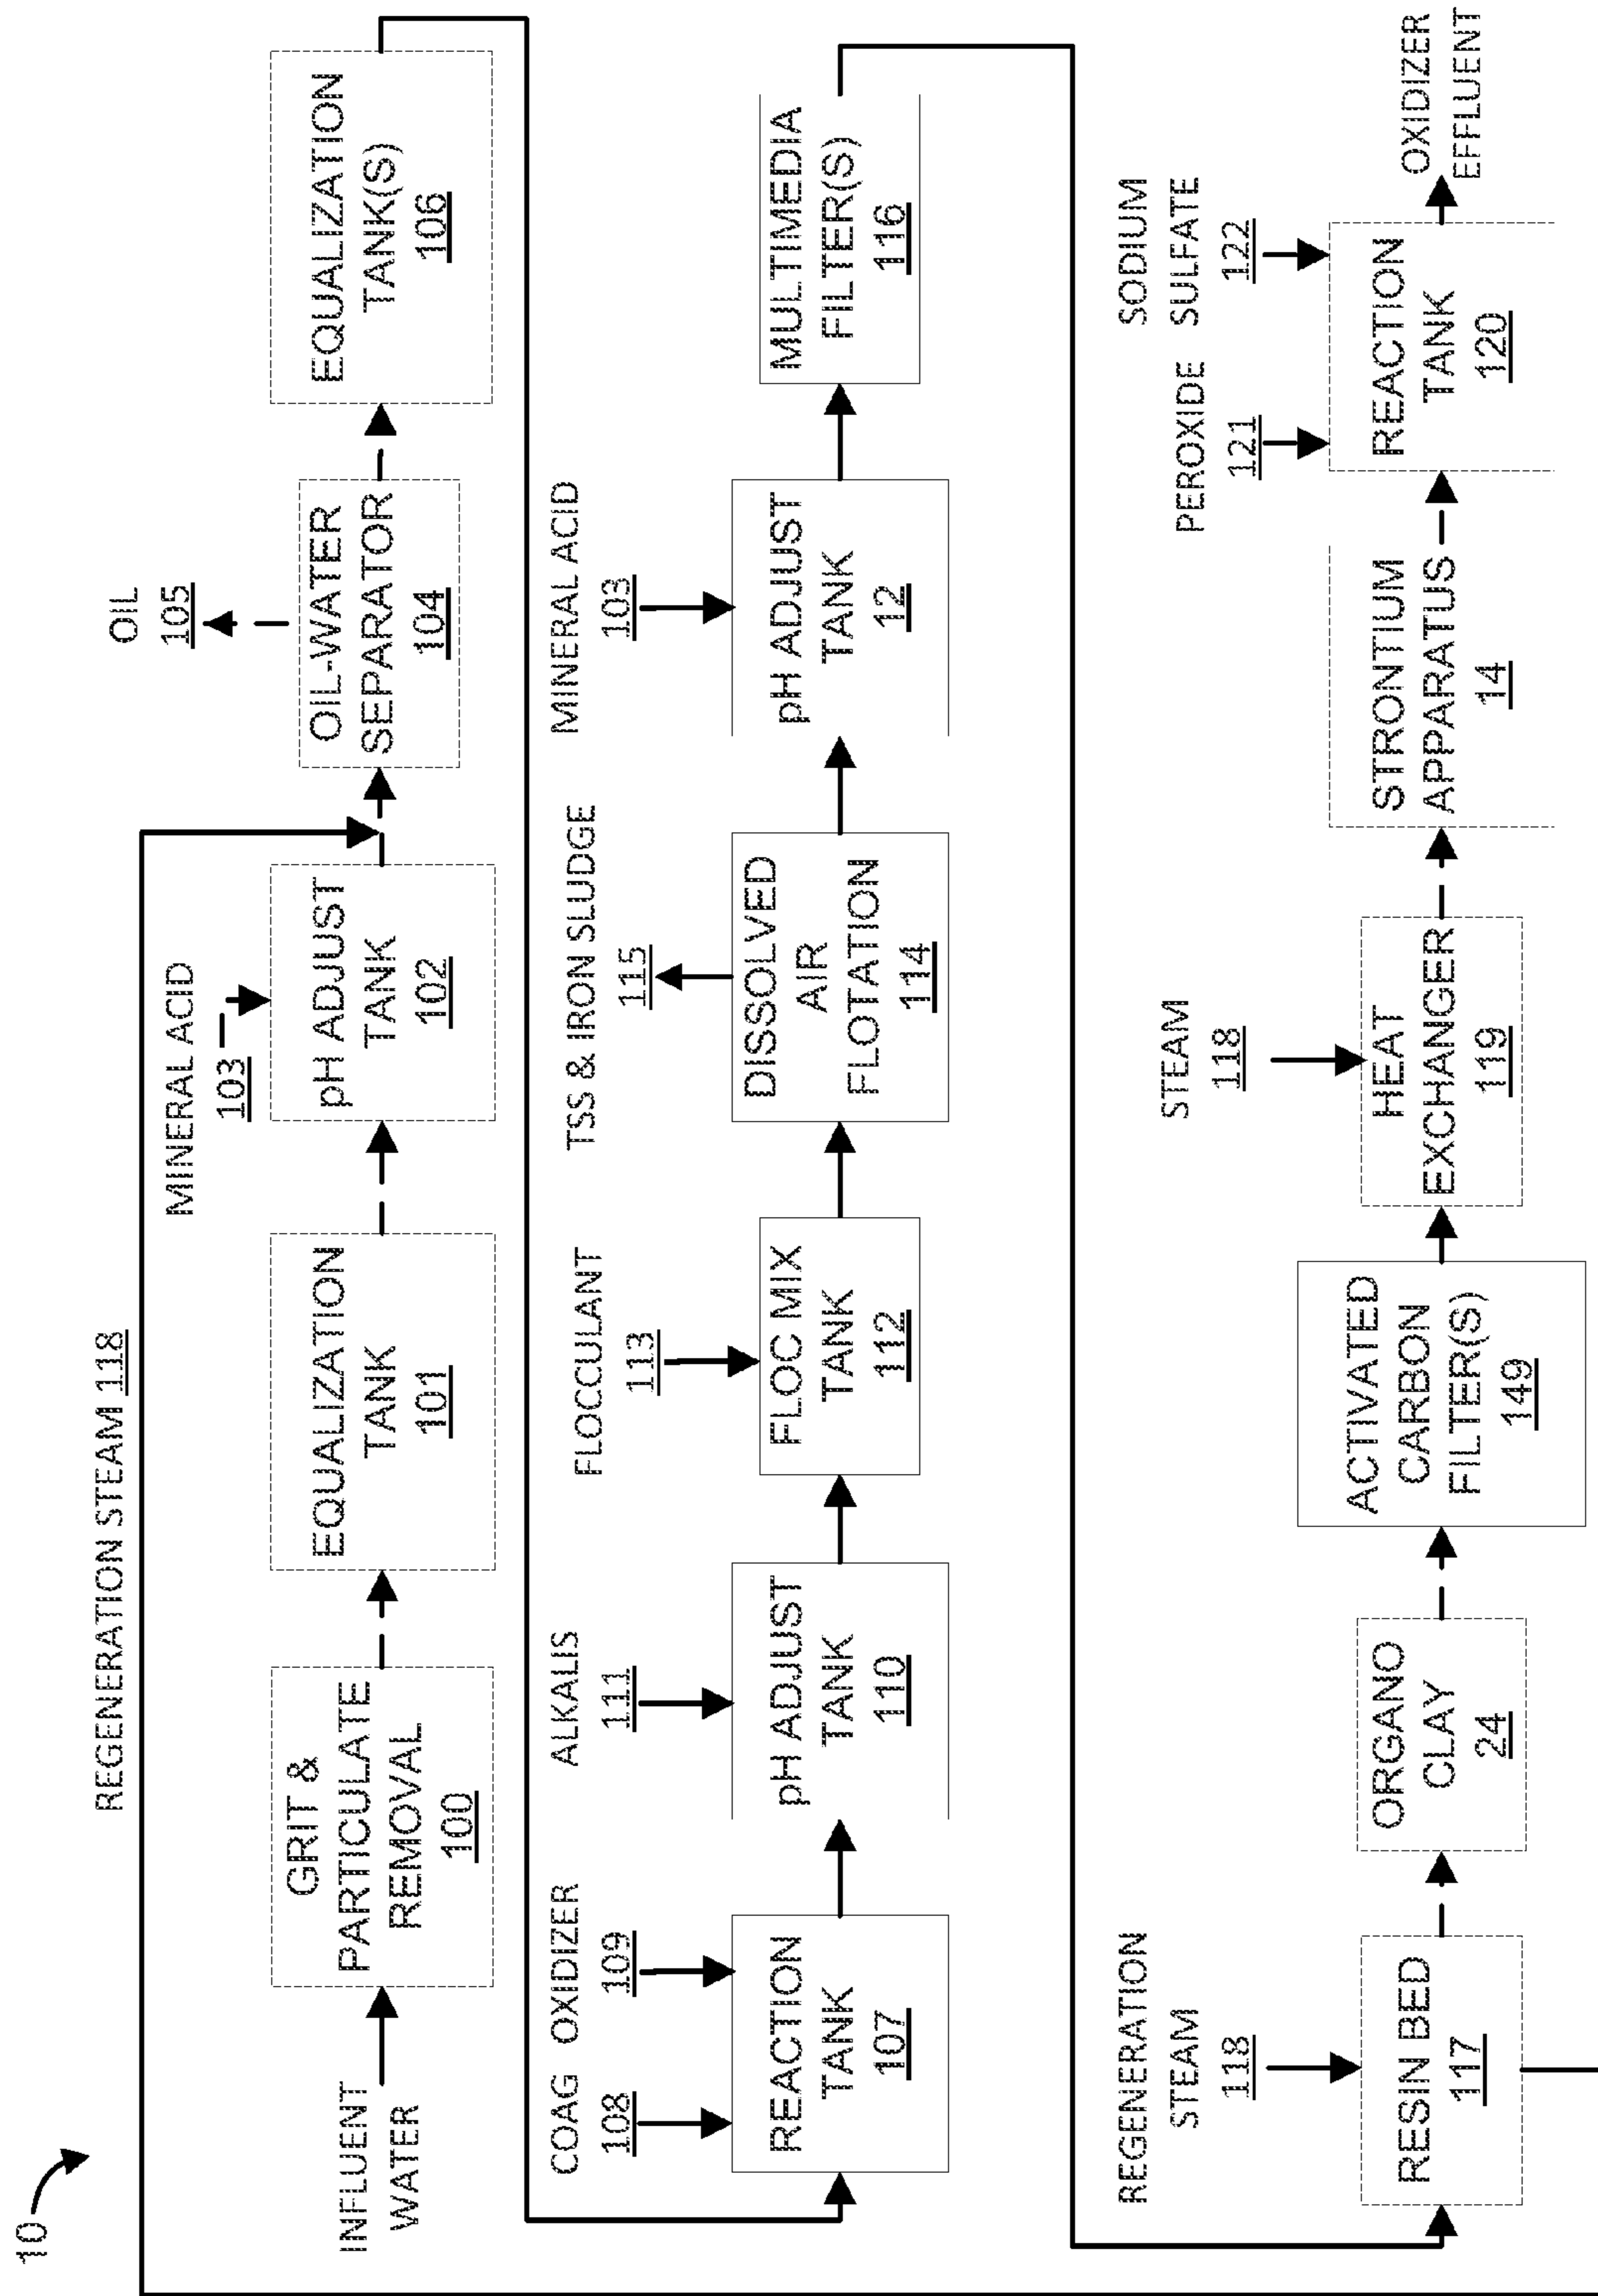 10
REGENERATION STEAM 118
INFLUENT
WATER
GRIT &
PARTICULATE
REMOVAL
100
EQUALIZATION
TANK
101
MINERAL ACID
103
pH ADJUST
TANK
102
OIL
105
OIL-WATER
SEPARATOR
104
EQUALIZATION
TANK(S)
106
COAG OXIDIZER
108 109
REACTION
TANK
107
ALKALIS
111
pH ADJUST
TANK
110
FLOCCULANT
113
FLOC MIX
TANK
112
TSS & IRON SLUDGE
115
DISSOLVED
AIR
FLOTATION
114
MINERAL ACID
103
pH ADJUST
TANK
12
MULTIMEDIA
FILTER(S)
116
REGENERATION
STEAM
118
RESIN BED
117
ORGANO
CLAY
24
ACTIVATED
CARBON
FILTER(S)
149
STEAM
118
HEAT
EXCHANGER
119
STRONTIUM
APPARATUS
14
PEROXIDE
121
SODIUM
SULFATE
122
REACTION
TANK
120
OXIDIZER
EFFLUENT